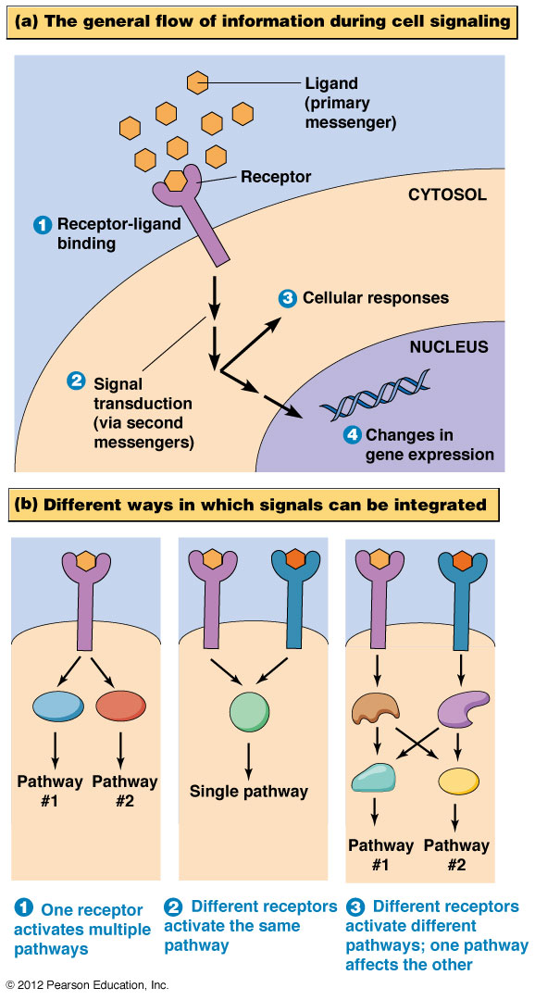 (a) The general flow of information during cell signaling
Ligand
(primary
messenger)
Receptor
CYTOSOL
1 Receptor-ligand
binding
3 Cellular responses
NUCLEUS
2 Signal
transduction
(via second
messengers)
4 Changes in
gene expression
(b) Different ways in which signals can be integrated
Pathway
#1
Pathway
#2
Single pathway
Pathway
#1
Pathway
#2
1 One receptor
activates multiple
pathways
2 Different receptors
activate the same
pathway
3 Different receptors
activate different
pathways; one pathway
affects the other
© 2012 Pearson Education, Inc.